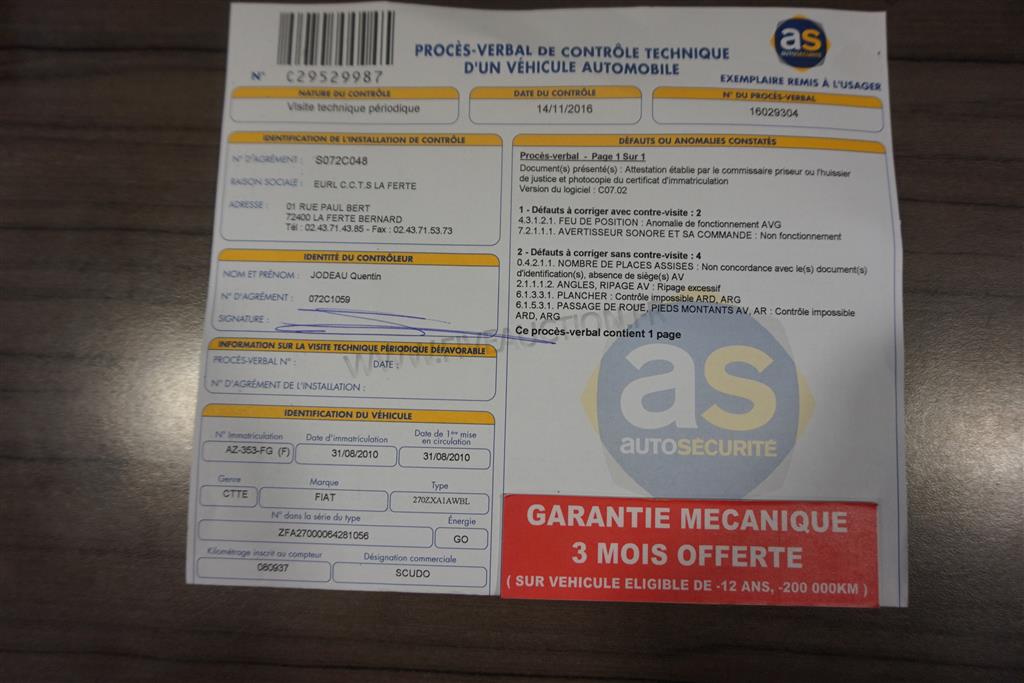 N° C29529987
PROCÈS-VERBAL DE CONTRÔLE TECHNIQUE
D'UN VÉHICULE AUTOMOBILE
as
AUTOSÉCURITÉ
EXEMPLAIRE REMIS À L'USAGER
NATURE DU CONTRÔLE
Visite technique périodique
DATE DU CONTRÔLE
14/11/2016
N° DU PROCÈS-VERBAL
16029304
IDENTIFICATION DE L'INSTALLATION DE CONTRÔLE
N° D'AGRÉMENT : S072C048
RAISON SOCIALE : EURL C.C.T.S LA FERTE
ADRESSE : 01 RUE PAUL BERT
72400 LA FERTE BERNARD
Tél : 02.43.71.43.85 - Fax : 02.43.71.53.73
IDENTITÉ DU CONTRÔLEUR
NOM ET PRÉNOM : JODEAU Quentin
N° D'AGRÉMENT : 072C1059
SIGNATURE :
INFORMATION SUR LA VISITE TECHNIQUE PÉRIODIQUE DÉFAVORABLE
PROCÈS-VERBAL N° : DATE :
N° D'AGRÉMENT DE L'INSTALLATION :
IDENTIFICATION DU VÉHICULE
N° Immatriculation Date d'immatriculation Date de 1ère mise
en circulation
AZ-353-FG (F) 31/08/2010 31/08/2010
Genre Marque Type
CTTE FIAT 270ZXA1AWBL
N° dans la série du type Énergie
ZFA27000064281056 GO
Kilométrage inscrit au compteur Désignation commerciale
080937 SCUDO
DÉFAUTS OU ANOMALIES CONSTATÉS
Procès-verbal - Page 1 Sur 1
Document(s) présenté(s) : Attestation établie par le commissaire priseur ou l'huissier
de justice et photocopie du certificat d'immatriculation
Version du logiciel : C07.02
1 - Défauts à corriger avec contre-visite : 2
4.3.1.2.1. FEU DE POSITION : Anomalie de fonctionnement AVG
7.2.1.1.1. AVERTISSEUR SONORE ET SA COMMANDE : Non fonctionnement
2 - Défauts à corriger sans contre-visite : 4
0.4.2.1.1. NOMBRE DE PLACES ASSISES : Non concordance avec le(s) document(s)
d'identification(s), absence de siège(s) AV
2.1.1.1.2. ANGLES, RIPAGE AV : Ripage excessif
6.1.3.3.1. PLANCHER : Contrôle impossible ARD, ARG
6.1.5.3.1. PASSAGE DE ROUE, PIEDS MONTANTS AV, AR : Contrôle impossible
ARD, ARG
Ce procès-verbal contient 1 page
as
AUTOSÉCURITÉ
GARANTIE MECANIQUE
3 MOIS OFFERTE
( SUR VEHICULE ELIGIBLE DE -12 ANS, -200 000KM )